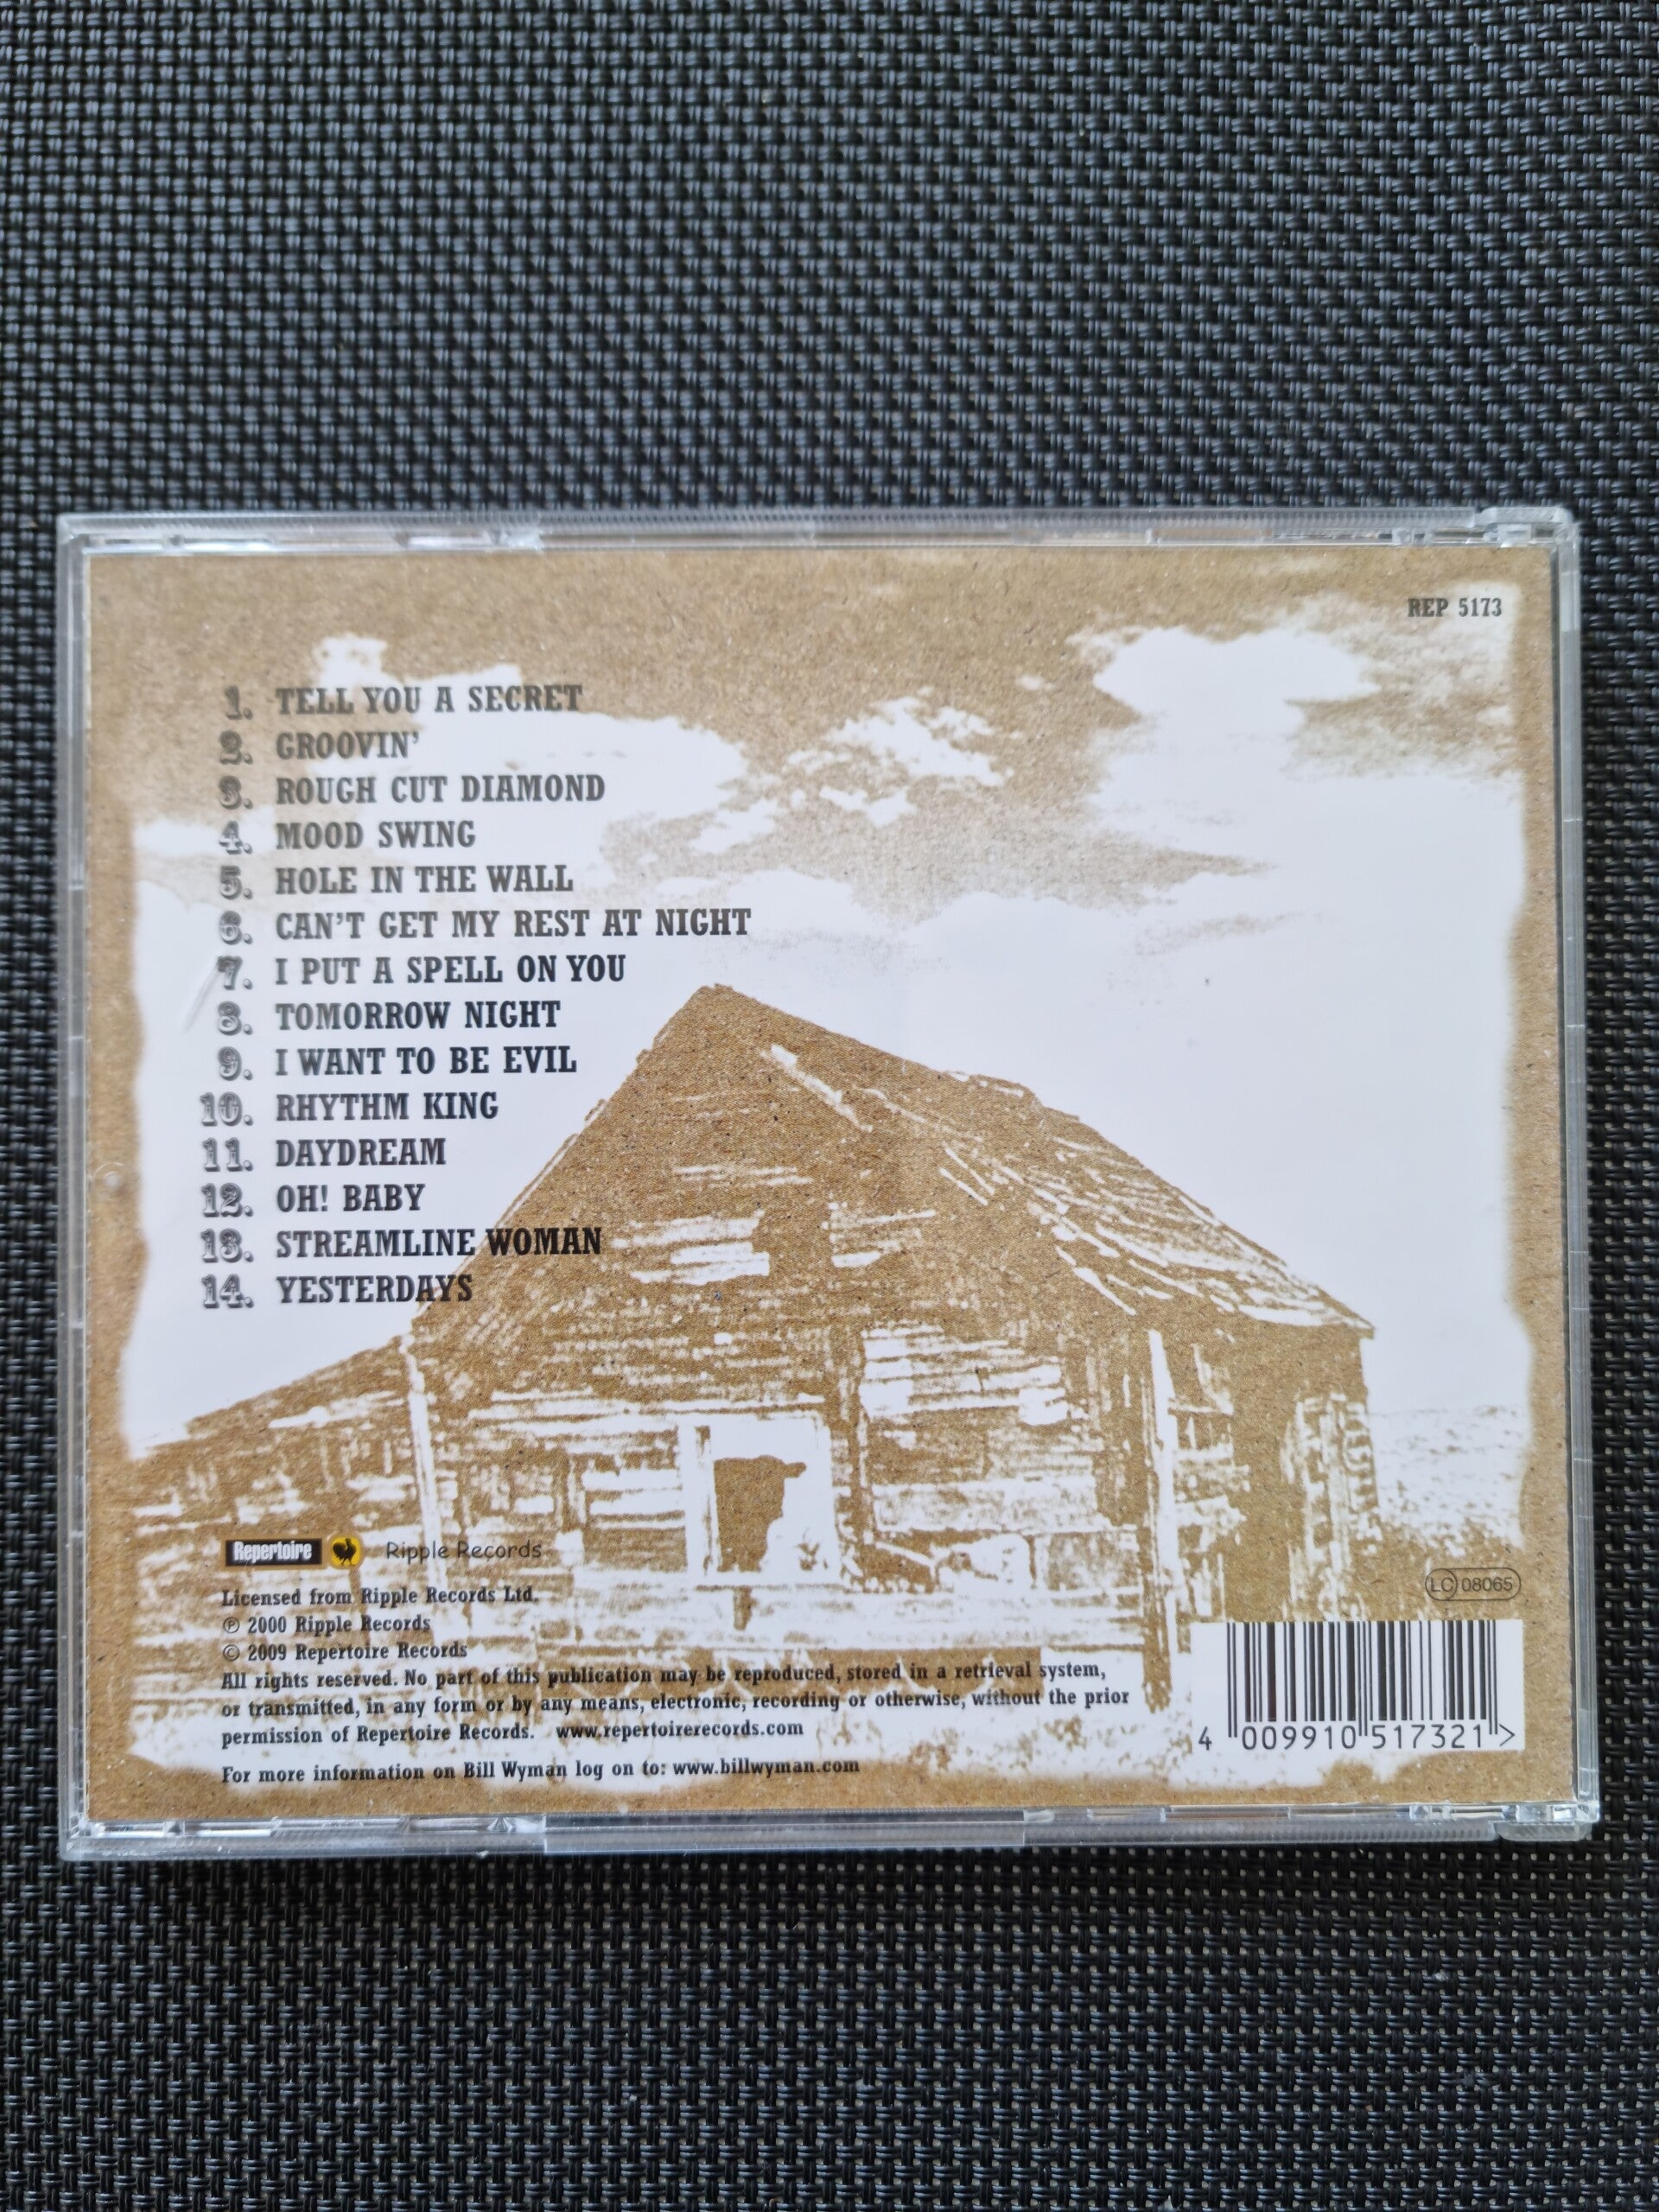 REP 5173
1. TELL YOU A SECRET
2. GROOVIN'
3. ROUGH CUT DIAMOND
4. MOOD SWING
5. HOLE IN THE WALL
6. CAN'T GET MY REST AT NIGHT
7. I PUT A SPELL ON YOU
8. TOMORROW NIGHT
9. I WANT TO BE EVIL
10. RHYTHM KING
11. DAYDREAM
12. OH! BABY
13. STREAMLINE WOMAN
14. YESTERDAYS
Repertoire Ripple Records
Licensed from Ripple Records Ltd.
℗ 2000 Ripple Records
© 2009 Repertoire Records
All rights reserved. No part of this publication may be reproduced, stored in a retrieval system,
or transmitted, in any form or by any means, electronic, recording or otherwise, without the prior
permission of Repertoire Records. www.repertoirerecords.com
For more information on Bill Wyman log on to: www.billwyman.com
LC 08065
4 009910 517321 >